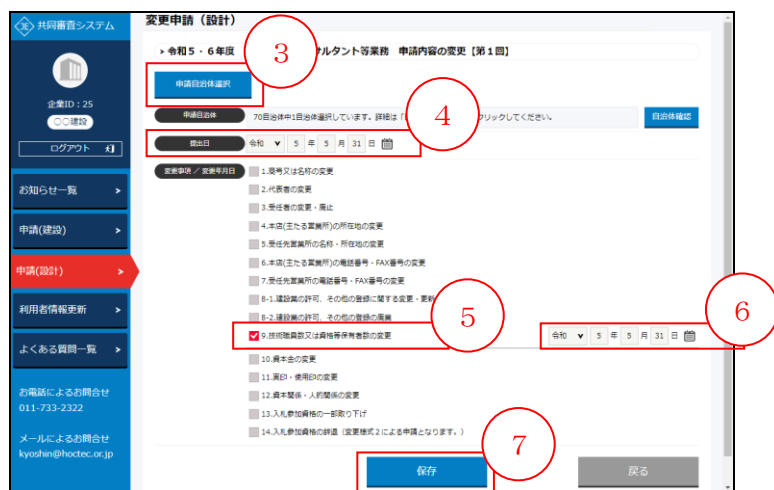 共同審査システム
企業ID：25
〇〇建設
ログアウト
お知らせ一覧 >
申請(建設) >
申請(設計) >
利用者情報更新 >
よくある質問一覧 >
お電話によるお問合せ
011-733-2322
メールによるお問合せ
kyoshin@hoctec.or.jp
変更申請（設計）
> 令和５・６年度 サルタント等業務 申請内容の変更【第１回】
③
申請自治体選択
④
申請自治体 70自治体中1自治体選択しています。詳細は「 クリックしてください。 自治体確認
提出日 令和 5 年 5 月 31 日
変更事項 ／ 変更年月日
1.商号又は名称の変更
2.代表者の変更
3.受任者の変更・廃止
4.本店(主たる営業所)の所在地の変更
5.受任先営業所の名称・所在地の変更
6.本店(主たる営業所)の電話番号・FAX番号の変更
7.受任先営業所の電話番号・FAX番号の変更
8-1.建設業の許可、その他の登録に関する変更・更新
8-2.建設業の許可、その他の登録の廃業
⑤
⑥
9.技術職員数又は資格等保有者数の変更 令和 5 年 5 月 31 日
10.資本金の変更
11.実印・使用印の変更
12.資本関係・人的関係の変更
13.入札参加資格の一部取り下げ
14.入札参加資格の辞退（変更様式２による申請となります。）
⑦
保存
戻る